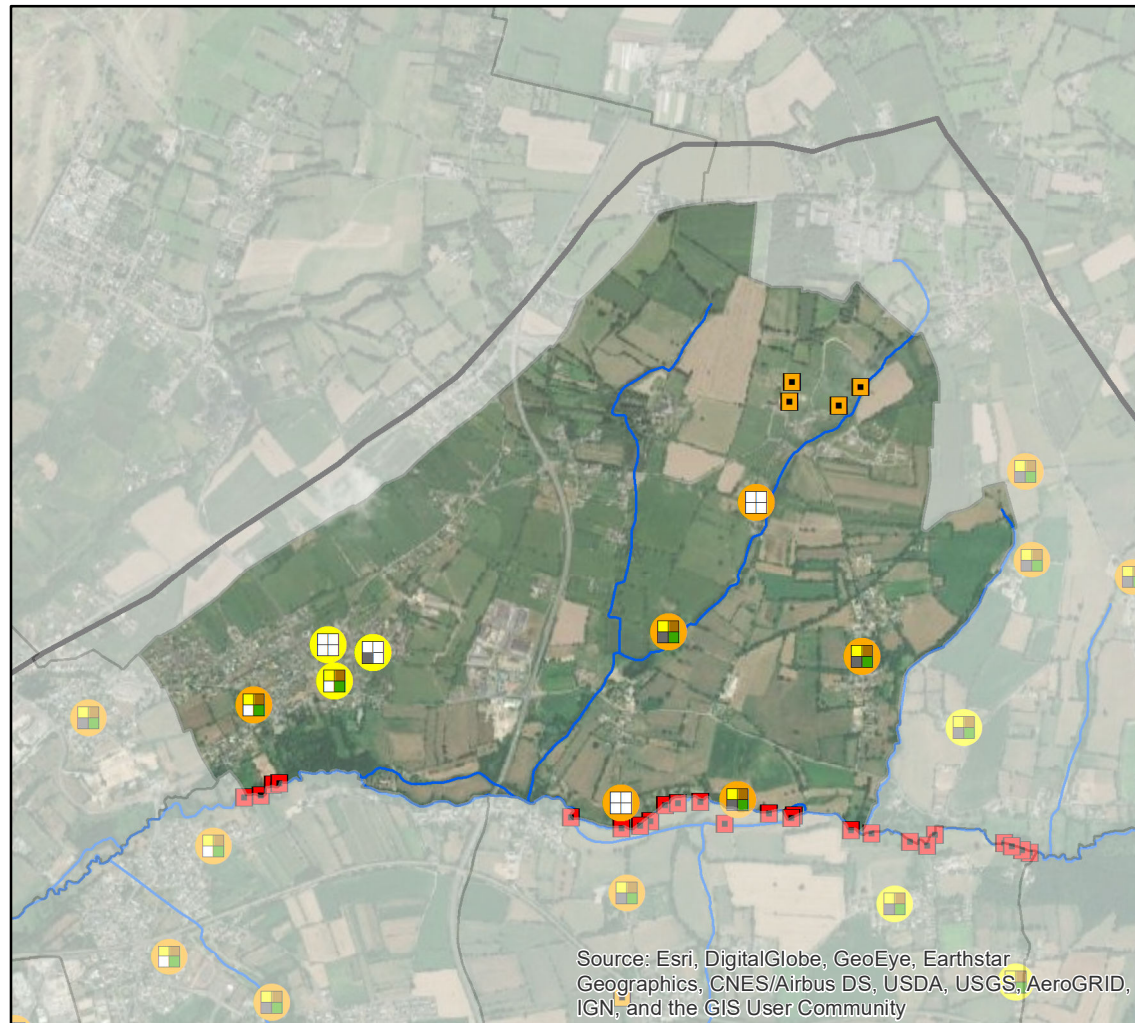 Source: Esri, DigitalGlobe, GeoEye, Earthstar
Geographics, CNES/Airbus DS, USDA, USGS, AeroGRID,
IGN, and the GIS User Community